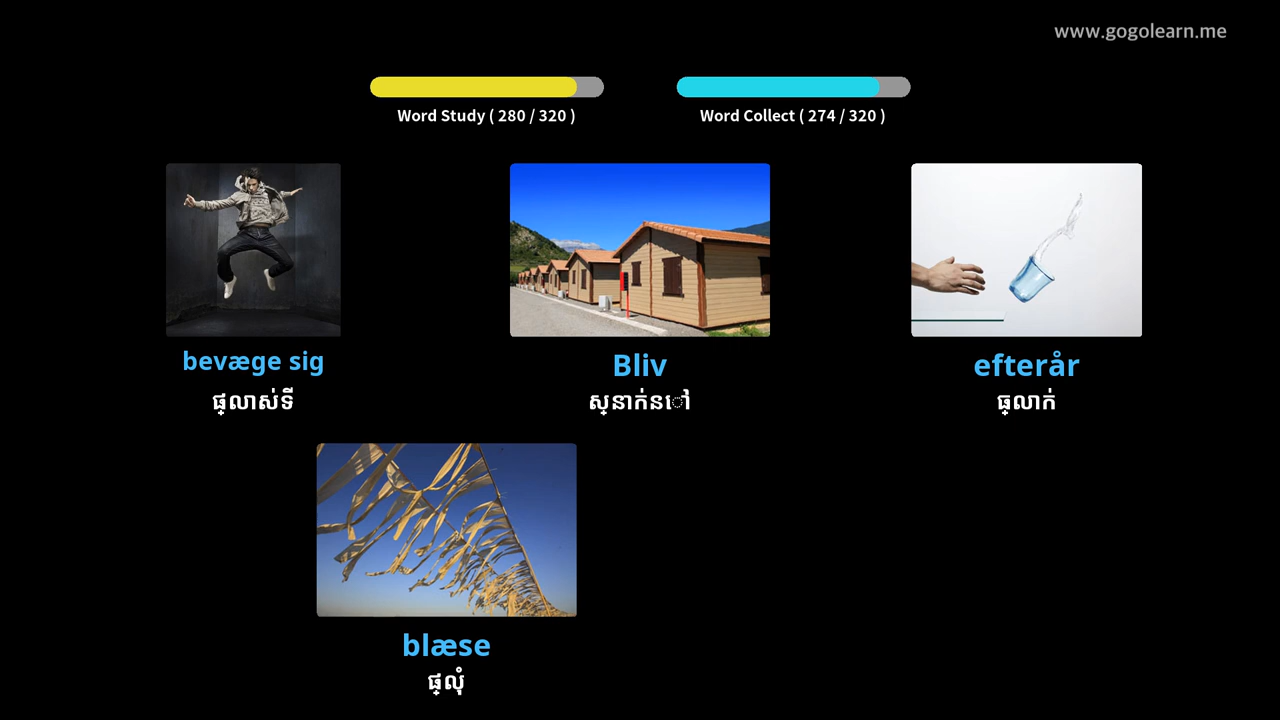 www.gogolearn.me
Word Study ( 280 / 320 )
Word Collect ( 274 / 320 )
bevæge sig
ផ្លាស់ទី
Bliv
ស្នាក់នៅ
efterår
ធ្លាក់
blæse
ផ្លុំ